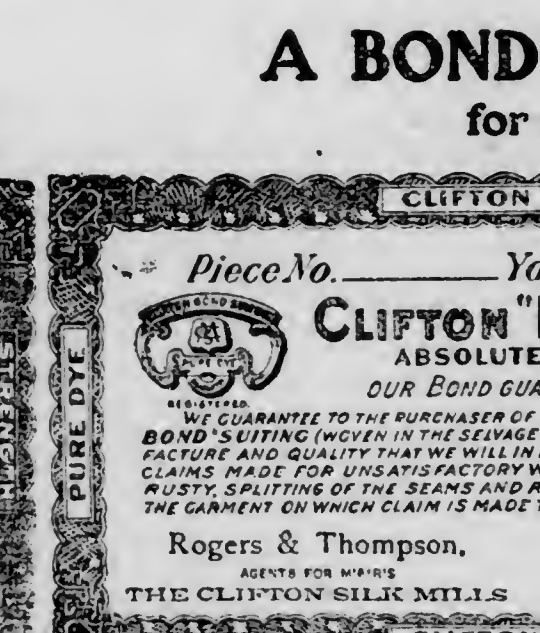 A BOND
for
CLIFTON
Piece No. Yo
CLIFTON "
ABSOLUTE
OUR BOND GUA
PURE DYE
REGISTERED.
WE GUARANTEE TO THE PURCHASER OF
BOND "SUITING (WOVEN IN THE SELVAGE
FACTURE AND QUALITY THAT WE WILL IN
CLAIMS MADE FOR UNSATISFACTORY W
RUSTY, SPLITTING OF THE SEAMS AND R
THE GARMENT ON WHICH CLAIM IS MADE T
PURE DYE
STRENGTH
Rogers & Thompson.
AGENTS FOR M'F'R'S
THE CLIFTON SILK MILLS